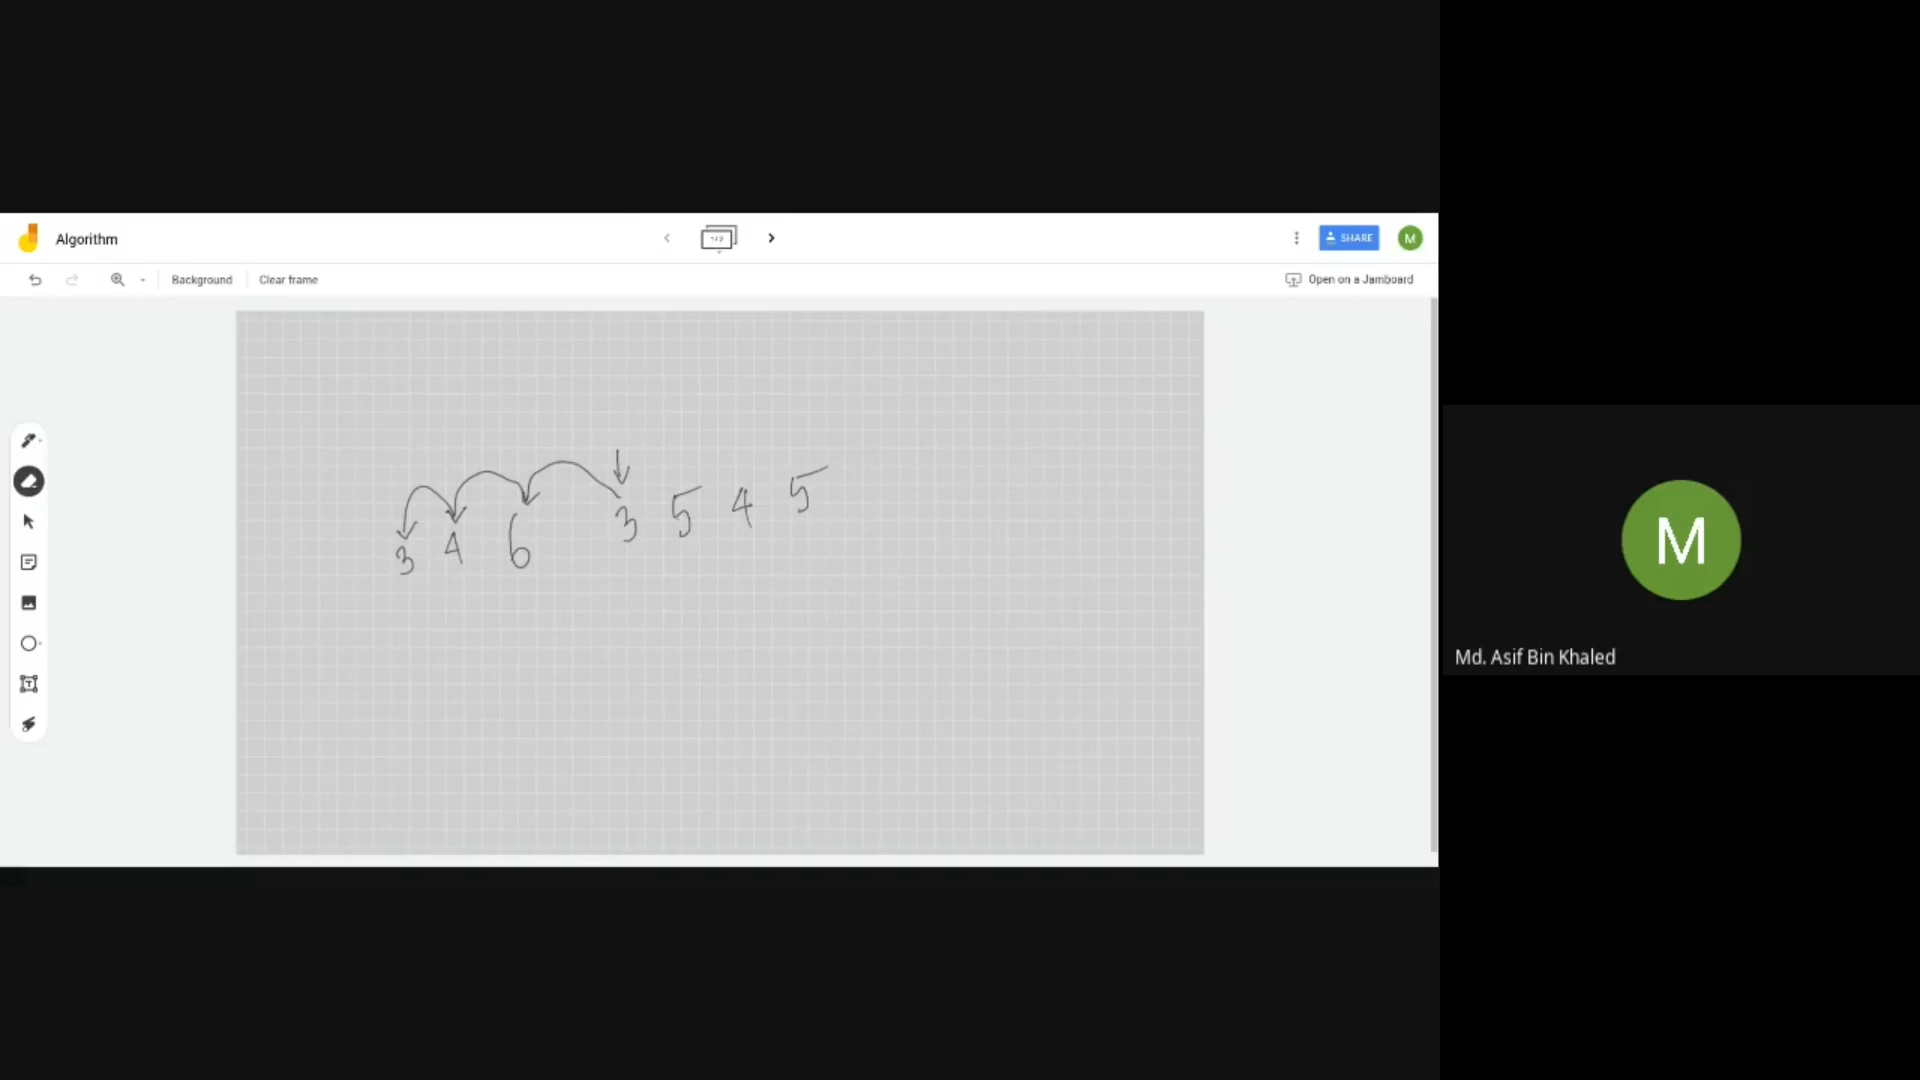 Algorithm
SHARE
M
Background
Clear frame
Open on a Jamboard
3 4 6 3 5 4 5
M
Md. Asif Bin Khaled